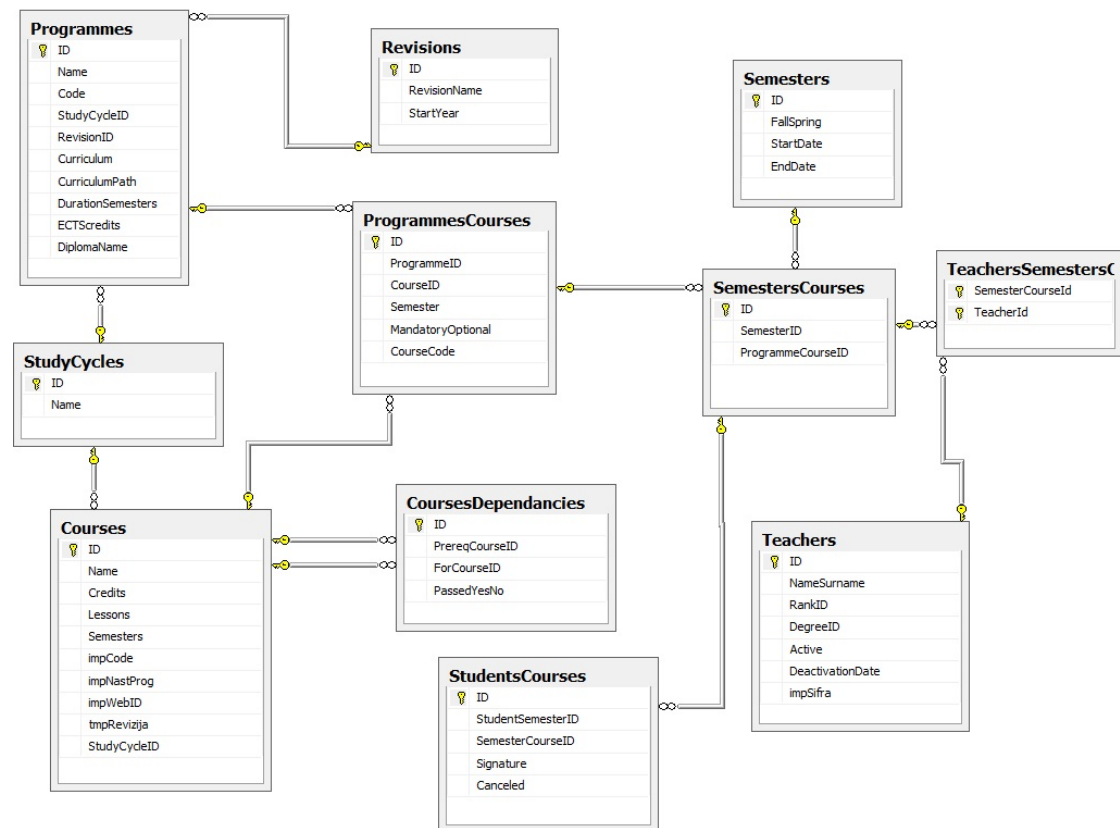 Programmes
ID
Name
Code
StudyCycleID
RevisionID
Curriculum
CurriculumPath
DurationSemesters
ECTScredits
DiplomaName
Revisions
ID
RevisionName
StartYear
Semesters
ID
FallSpring
StartDate
EndDate
ProgrammesCourses
ID
ProgrammeID
CourseID
Semester
MandatoryOptional
CourseCode
SemestersCourses
ID
SemesterID
ProgrammeCourseID
TeachersSemestersC
SemesterCourseId
TeacherId
StudyCycles
ID
Name
Courses
ID
Name
Credits
Lessons
Semesters
impCode
impNastProg
impWebID
tmpRevizija
StudyCycleID
CoursesDependancies
ID
PrereqCourseID
ForCourseID
PassedYesNo
Teachers
ID
NameSurname
RankID
DegreeID
Active
DeactivationDate
impSifra
StudentsCourses
ID
StudentSemesterID
SemesterCourseID
Signature
Canceled